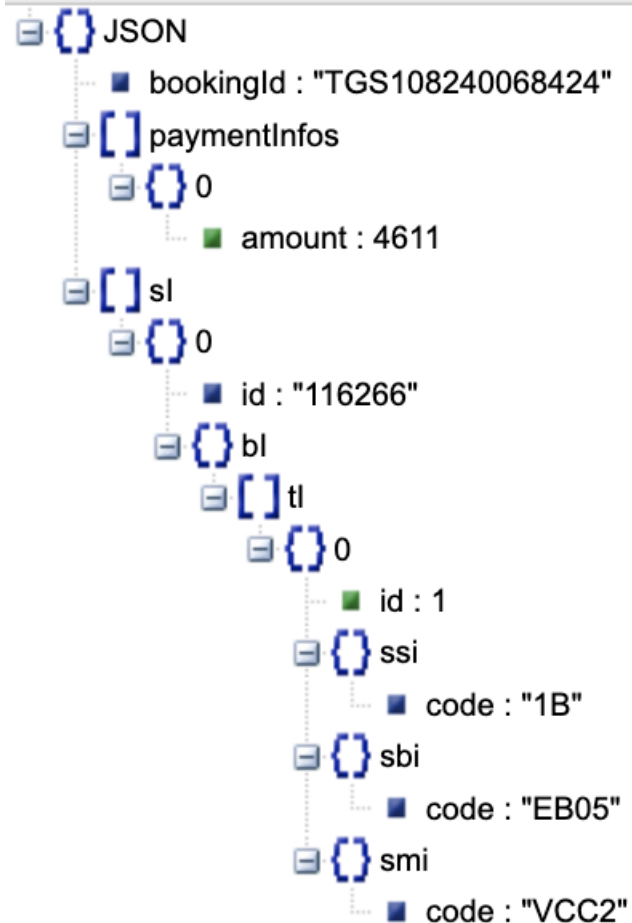 JSON
bookingId : "TGS108240068424"
paymentInfos
0
amount : 4611
sl
0
id : "116266"
bl
tl
0
id : 1
ssi
code : "1B"
sbi
code : "EB05"
smi
code : "VCC2"